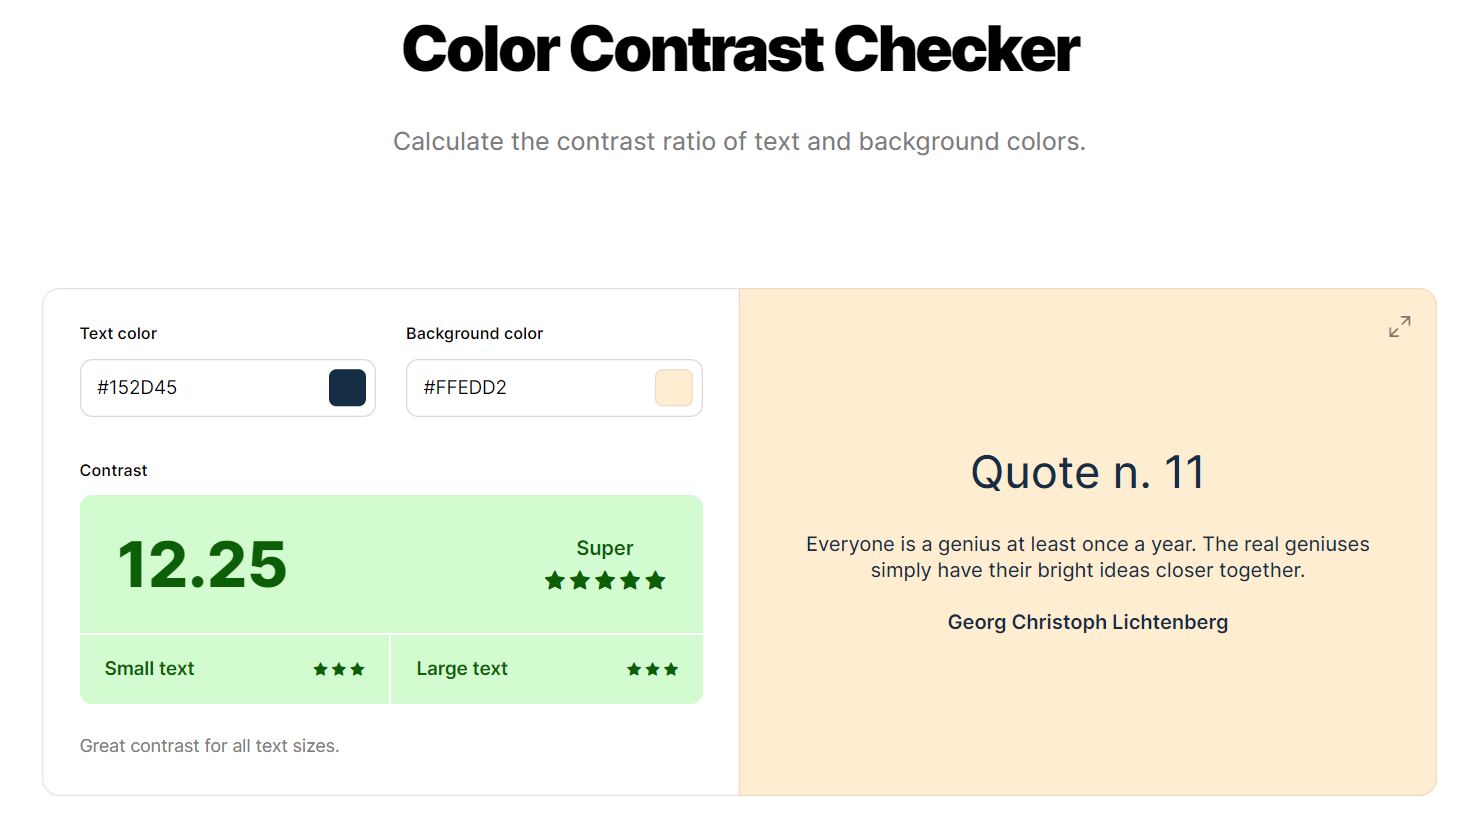 Color Contrast Checker
Calculate the contrast ratio of text and background colors.
Text color
#152D45
Background color
#FFEDD2
Contrast
12.25
Super
Small text
Large text
Great contrast for all text sizes.
Quote n. 11
Everyone is a genius at least once a year. The real geniuses
simply have their bright ideas closer together.
Georg Christoph Lichtenberg